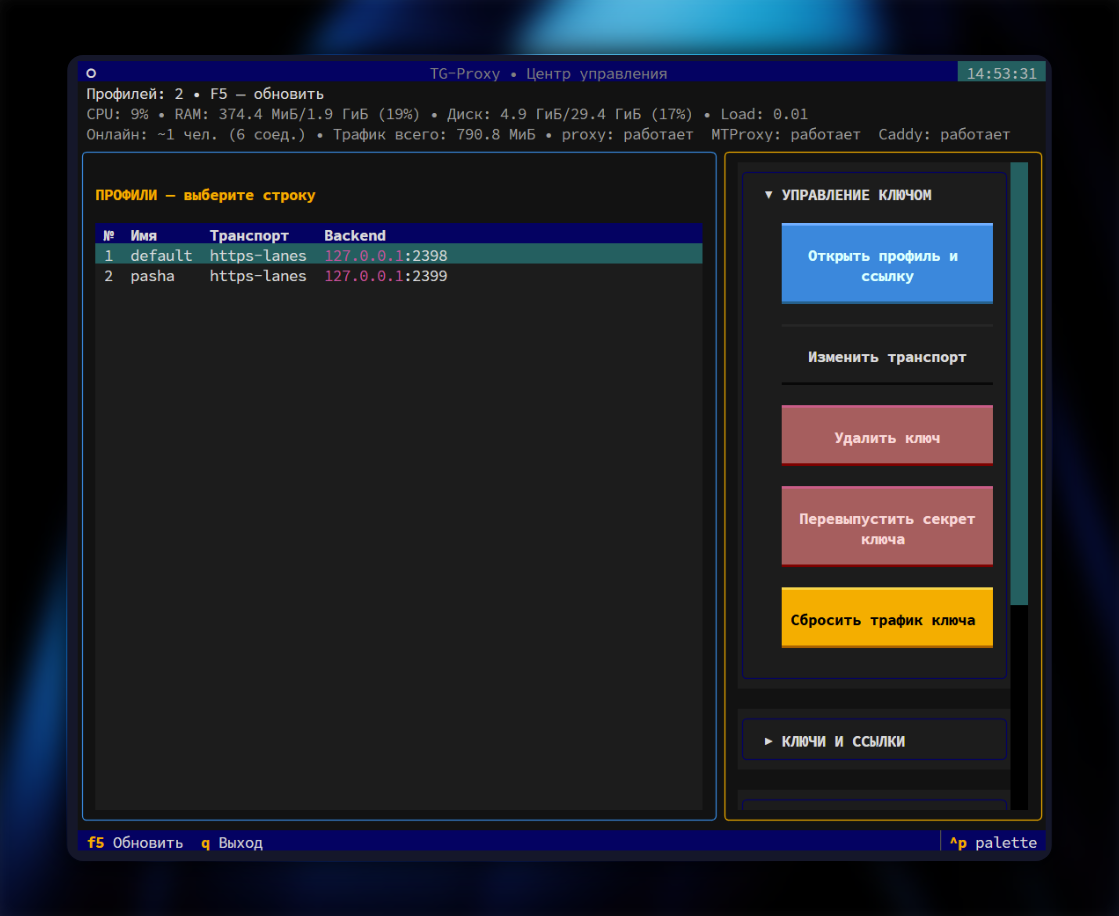 TG-Proxy • Центр управления
14:53:31
Профилей: 2 • F5 — обновить
CPU: 9% • RAM: 374.4 МиБ/1.9 ГиБ (19%) • Диск: 4.9 ГиБ/29.4 ГиБ (17%) • Load: 0.01
Онлайн: ~1 чел. (6 соед.) • Трафик всего: 790.8 МиБ • proxy: работает MTProxy: работает Caddy: работает
ПРОФИЛИ — выберите строку
№ Имя Транспорт Backend
1 default https-lanes 127.0.0.1:2398
2 pasha https-lanes 127.0.0.1:2399
▼ УПРАВЛЕНИЕ КЛЮЧОМ
Открыть профиль и
ссылку
Изменить транспорт
Удалить ключ
Перевыпустить секрет
ключа
Сбросить трафик ключа
▶ КЛЮЧИ И ССЫЛКИ
f5 Обновить q Выход
^p palette